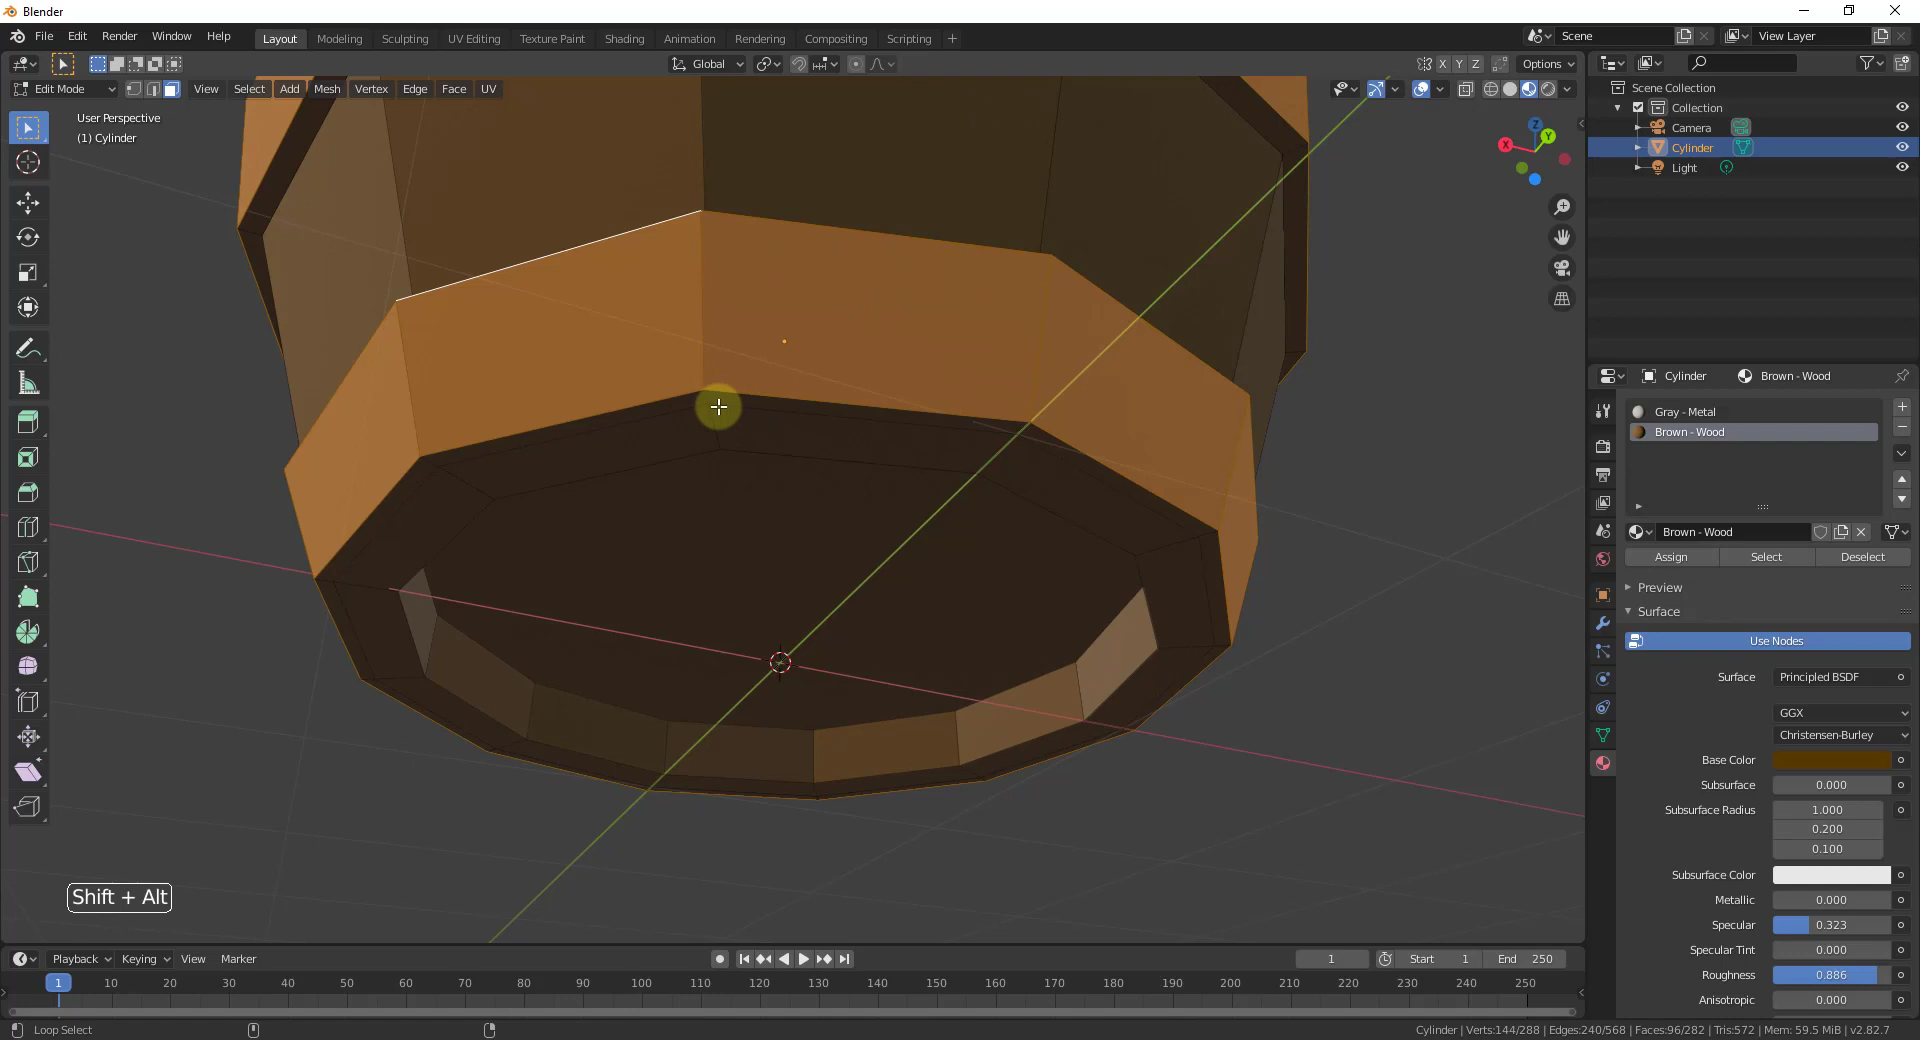 Blender
File Edit Render Window Help Layout Modeling Sculpting UV Editing Texture Paint Shading Animation Rendering Compositing Scripting + Scene View Layer
Global X Y Z Options
Edit Mode View Select Add Mesh Vertex Edge Face UV
User Perspective
(1) Cylinder
Z
Y
X
Shift + Alt
Scene Collection
Collection
Camera
Cylinder
Light
Cylinder Brown - Wood
Gray - Metal
Brown - Wood
Brown - Wood
Assign Select Deselect
Preview
Surface
Use Nodes
Surface Principled BSDF
GGX
Christensen-Burley
Base Color
Subsurface 0.000
Subsurface Radius 1.000
0.200
0.100
Subsurface Color
Metallic 0.000
Specular 0.323
Specular Tint 0.000
Roughness 0.886
Anisotropic 0.000
Playback Keying View Marker 1 Start 1 End 250
1 10 20 30 40 50 60 70 80 90 100 110 120 130 140 150 160 170 180 190 200 210 220 230 240 250
Loop Select
Cylinder | Verts:144/288 | Edges:240/568 | Faces:96/282 | Tris:572 | Mem: 59.5 MiB | v2.82.7